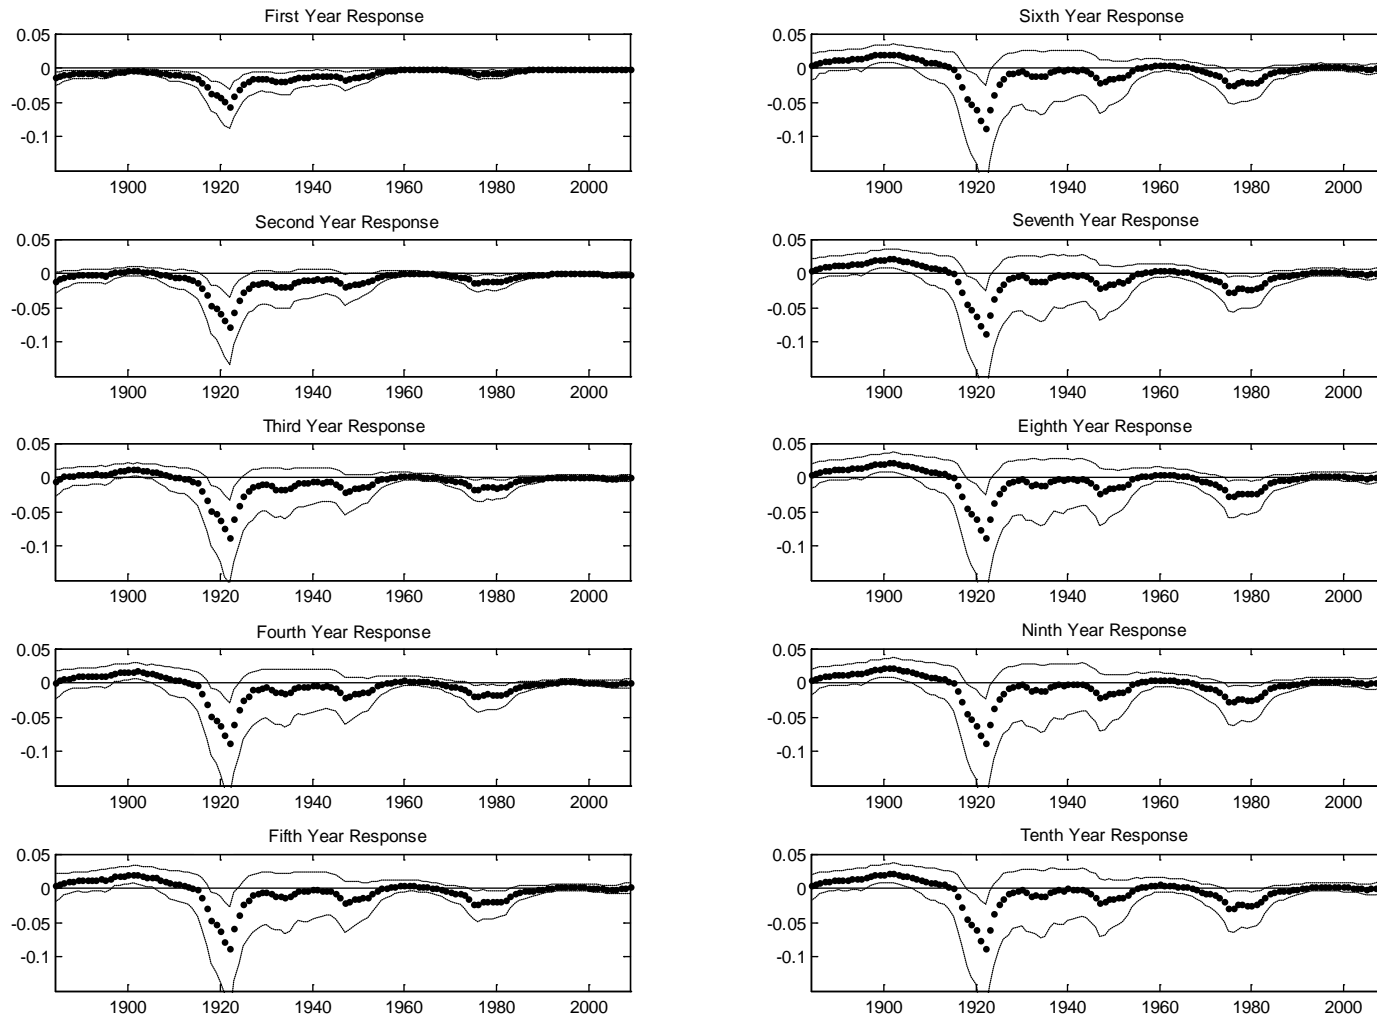 First Year Response
0.05
0
-0.05
-0.1
1900 1920 1940 1960 1980 2000
Second Year Response
0.05
0
-0.05
-0.1
1900 1920 1940 1960 1980 2000
Third Year Response
0.05
0
-0.05
-0.1
1900 1920 1940 1960 1980 2000
Fourth Year Response
0.05
0
-0.05
-0.1
1900 1920 1940 1960 1980 2000
Fifth Year Response
0.05
0
-0.05
-0.1
1900 1920 1940 1960 1980 2000
Sixth Year Response
0.05
0
-0.05
-0.1
1900 1920 1940 1960 1980 2000
Seventh Year Response
0.05
0
-0.05
-0.1
1900 1920 1940 1960 1980 2000
Eighth Year Response
0.05
0
-0.05
-0.1
1900 1920 1940 1960 1980 2000
Ninth Year Response
0.05
0
-0.05
-0.1
1900 1920 1940 1960 1980 2000
Tenth Year Response
0.05
0
-0.05
-0.1
1900 1920 1940 1960 1980 2000